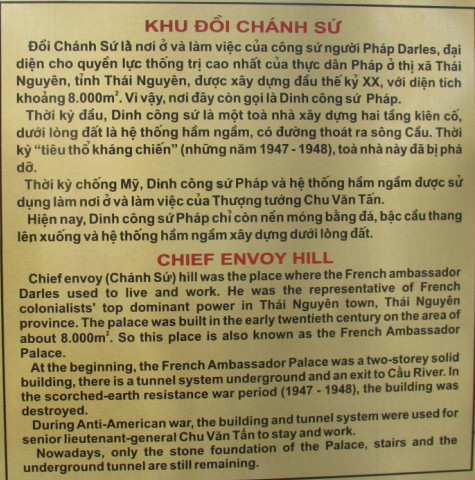 KHU ĐỒI CHÁNH SỨ
Đồi Chánh Sứ là nơi ở và làm việc của công sứ người Pháp Darles, đại
diện cho quyền lực thống trị cao nhất của thực dân Pháp ở thị xã Thái
Nguyên, tỉnh Thái Nguyên, được xây dựng đầu thế kỷ XX, với diện tích
khoảng 8.000m². Vì vậy, nơi đây còn gọi là Dinh công sứ Pháp.
Thời kỳ đầu, Dinh công sứ là một toà nhà xây dựng hai tầng kiên cố,
dưới lòng đất là hệ thống hầm ngầm, có đường thoát ra sông Cầu. Thời
kỳ “tiêu thổ kháng chiến” (những năm 1947 - 1948), toà nhà này đã bị phá
dỡ.
Thời kỳ chống Mỹ, Dinh công sứ Pháp và hệ thống hầm ngầm được sử
dụng làm nơi ở và làm việc của Thượng tướng Chu Văn Tấn.
Hiện nay, Dinh công sứ Pháp chỉ còn nền móng bằng đá, bậc cầu thang
lên xuống và hệ thống hầm ngầm xây dựng dưới lòng đất.
CHIEF ENVOY HILL
Chief envoy (Chánh Sứ) hill was the place where the French ambassador
Darles used to live and work. He was the representative of French
colonialists' top dominant power in Thái Nguyên town, Thái Nguyên
province. The palace was built in the early twentieth century on the area of
about 8.000m². So this place is also known as the French Ambassador
Palace.
At the beginning, the French Ambassador Palace was a two-storey solid
building, there is a tunnel system underground and an exit to Cầu River. In
the scorched-earth resistance war period (1947 - 1948), the building was
destroyed.
During Anti-American war, the building and tunnel system were used for
senior lieutenant-general Chu Văn Tấn to stay and work.
Nowadays, only the stone foundation of the Palace, stairs and the
underground tunnel are still remaining.